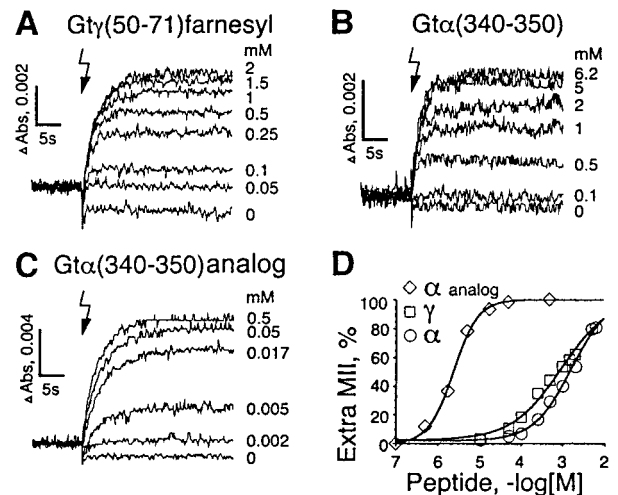 A Gtγ(50-71)farnesyl
mM
2
1.5
1
0.5
0.25
0.1
0.05
0
Δ Abs, 0.002
5s
B Gtα(340-350)
mM
6.2
5
2
1
0.5
0.1
0
Δ Abs, 0.002
5s
C Gtα(340-350)analog
mM
0.5
0.05
0.017
0.005
0.002
0
Δ Abs, 0.004
5s
D
α analog
γ
α
Extra MII, %
100
80
60
40
20
0
7 6 5 4 3 2
Peptide, -log[M]